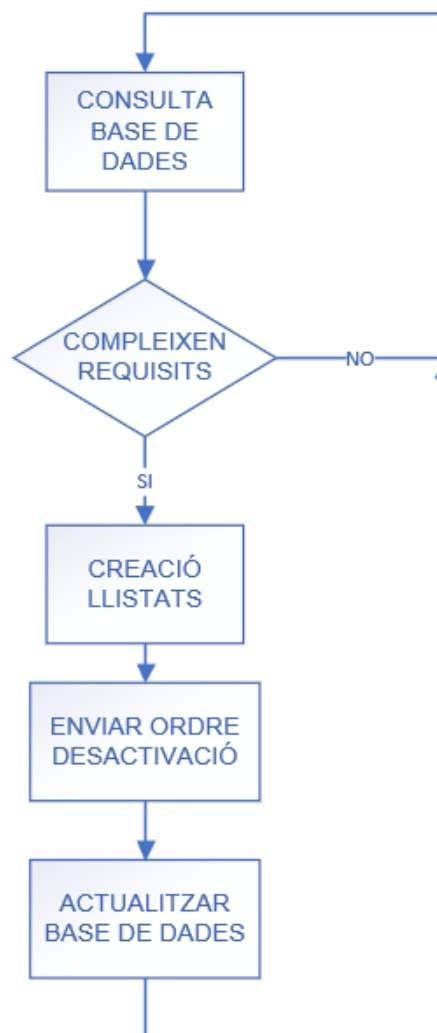 CONSULTA
BASE DE
DADES
COMPLEIXEN
REQUISITS
NO
SI
CREACIÓ
LLISTATS
ENVIAR ORDRE
DESACTIVACIÓ
ACTUALITZAR
BASE DE DADES